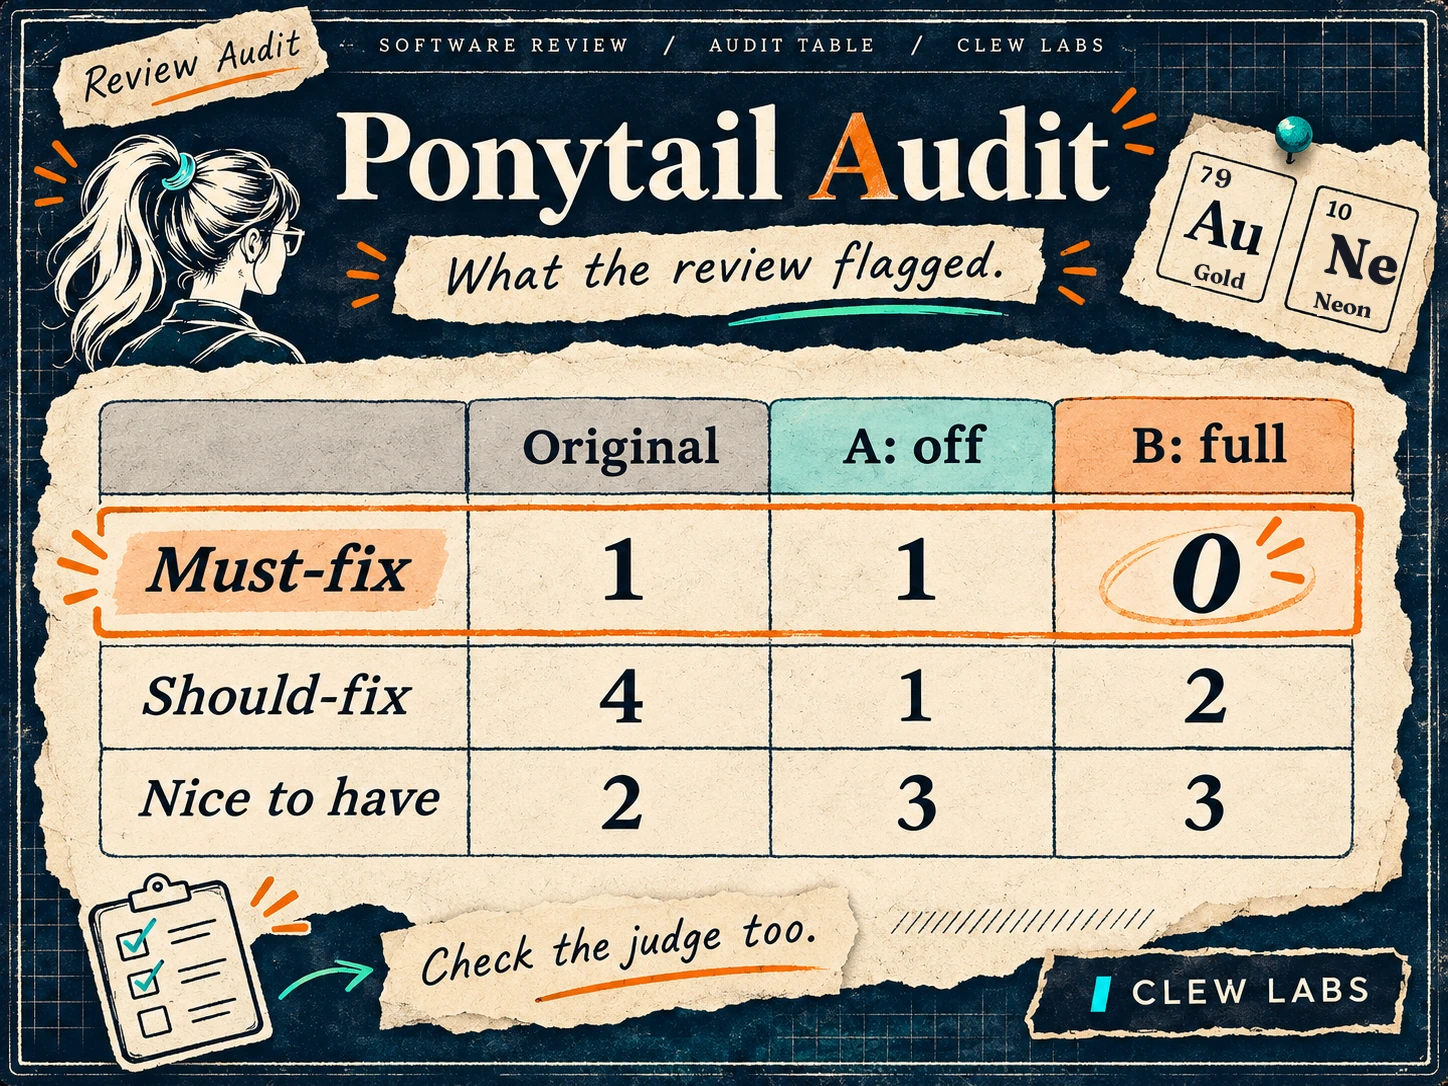 Review Audit
SOFTWARE REVIEW / AUDIT TABLE / CLEW LABS
Ponytail Audit
What the review flagged.
79
Au
Gold
10
Ne
Neon
Original A: off B: full
Must-fix 1 1 0
Should-fix 4 1 2
Nice to have 2 3 3
Check the judge too.
CLEW LABS